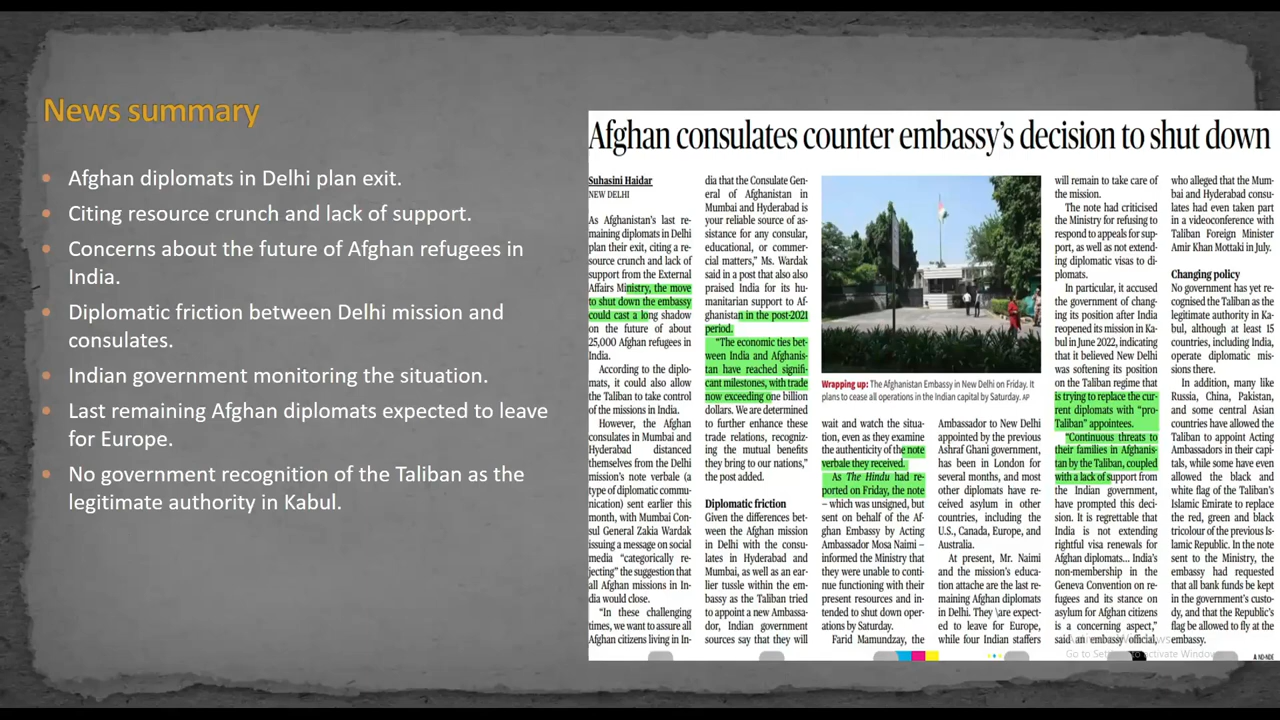 News summary
Afghan diplomats in Delhi plan exit.
Citing resource crunch and lack of support.
Concerns about the future of Afghan refugees in
India.
Diplomatic friction between Delhi mission and
consulates.
Indian government monitoring the situation.
Last remaining Afghan diplomats expected to leave
for Europe.
No government recognition of the Taliban as the
legitimate authority in Kabul.
Afghan consulates counter embassy's decision to shut down
Suhasini Haidar
NEW DELHI
As Afghanistan's last re-
maining diplomats in Delhi
plan their exit, citing a re-
source crunch and lack of
support from the External
Affairs Ministry, the move
to shut down the embassy
could cast a long shadow
on the future of about
25,000 Afghan refugees in
India.
According to the diplo-
mats, it could also allow
the Taliban to take control
of the missions in India.
However, the Afghan
consulates in Mumbai and
Hyderabad distanced
themselves from the Delhi
mission's note verbale (a
type of diplomatic commu-
nication) sent earlier this
month, with Mumbai Con-
sul General Zakia Wardak
issuing a message on social
media “categorically re-
jecting” the suggestion that
all Afghan missions in In-
dia would close.
“In these challenging
times, we want to assure all
Afghan citizens living in In-
dia that the Consulate Gen-
eral of Afghanistan in
Mumbai and Hyderabad is
your reliable source of as-
sistance for any consular,
educational, or commer-
cial matters,” Ms. Wardak
said in a post that also also
praised India for its hu-
manitarian support to Af-
ghanistan in the post-2021
period.
“The economic ties bet-
ween India and Afghanis-
tan have reached signifi-
cant milestones, with trade
now exceeding one billion
dollars. We are determined
to further enhance these
trade relations, recogniz-
ing the mutual benefits
they bring to our nations,”
the post added.
Diplomatic friction
Given the differences bet-
ween the Afghan mission
in Delhi with the consu-
lates in Hyderabad and
Mumbai, as well as an ear-
lier tussle within the em-
bassy as the Taliban tried
to appoint a new Ambassa-
dor, Indian government
sources say that they will
Wrapping up: The Afghanistan Embassy in New Delhi on Friday. It
plans to cease all operations in the Indian capital by Saturday. AP
wait and watch the situa-
tion, even as they examine
the authenticity of the note
verbale they received.
As The Hindu had re-
ported on Friday, the note
– which was unsigned, but
sent on behalf of the Af-
ghan Embassy by Acting
Ambassador Mosa Naimi –
informed the Ministry that
they were unable to conti-
nue functioning with their
present resources and in-
tended to shut down oper-
ations by Saturday.
Farid Mamundzay, the
Ambassador to New Delhi
appointed by the previous
Ashraf Ghani government,
has been in London for
several months, and most
other diplomats have re-
ceived asylum in other
countries, including the
U.S., Canada, Europe, and
Australia.
At present, Mr. Naimi
and the mission's educa-
tion attache are the last re-
maining Afghan diplomats
in Delhi. They are expect-
ed to leave for Europe,
while four Indian staffers
will remain to take care of
the mission.
The note had criticised
the Ministry for refusing to
respond to appeals for sup-
port, as well as not extend-
ing diplomatic visas to di-
plomats.
In particular, it accused
the government of chang-
ing its position after India
reopened its mission in Ka-
bul in June 2022, indicating
that it believed New Delhi
was softening its position
on the Taliban regime that
is trying to replace the cur-
rent diplomats with “pro-
Taliban” appointees.
“Continuous threats to
their families in Afghanis-
tan by the Taliban, coupled
with a lack of support from
the Indian government,
have prompted this deci-
sion. It is regrettable that
India is not extending
rightful visa renewals for
Afghan diplomats... India's
non-membership in the
Geneva Convention on re-
fugees and its stance on
asylum for Afghan citizens
is a concerning aspect,”
said an embassy official,
who alleged that the Mum-
bai and Hyderabad consu-
lates had even taken part
in a videoconference with
Taliban Foreign Minister
Amir Khan Mottaki in July.
Changing policy
No government has yet re-
cognised the Taliban as the
legitimate authority in Ka-
bul, although at least 15
countries, including India,
operate diplomatic mis-
sions there.
In addition, many like
Russia, China, Pakistan,
and some central Asian
countries have allowed the
Taliban to appoint Acting
Ambassadors in their capi-
tals, while some have even
allowed the black and
white flag of the Taliban's
Islamic Emirate to replace
the red, green and black
tricolour of the previous Is-
lamic Republic. In the note
sent to the Ministry, the
embassy had requested
that all bank funds be kept
in the government's custo-
dy, and that the Republic's
flag be allowed to fly at the
embassy.
A ND-NDE